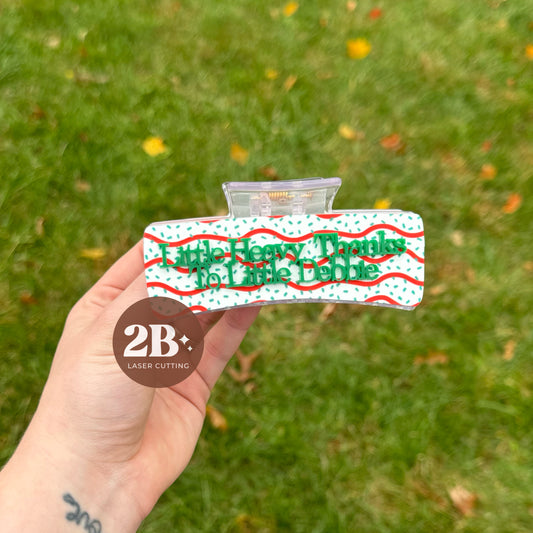 Little Heavy, Thanks
To Little Debbie
2B
LASER CUTTING